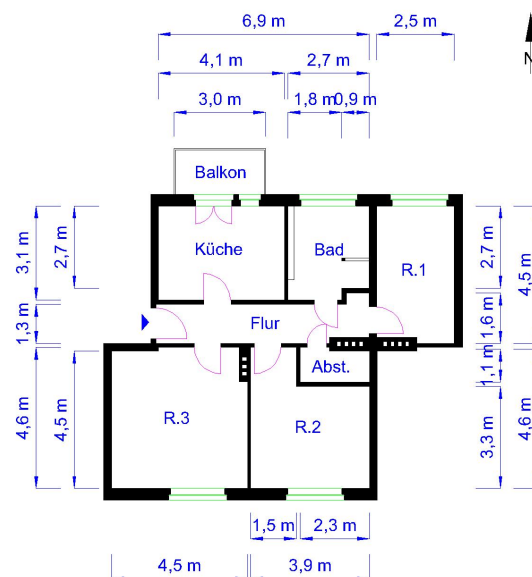 6,9 m
2,5 m
N
4,1 m
2,7 m
1,8 m
0,9 m
3,0 m
Balkon
3,1 m
2,7 m
Küche
Bad
R.1
2,7 m
4,5 m
1,3 m
Flur
1,6 m
Abst.
1,1 m
4,6 m
4,5 m
R.3
R.2
3,3 m
4,6 m
1,5 m
2,3 m
4,5 m
3,9 m